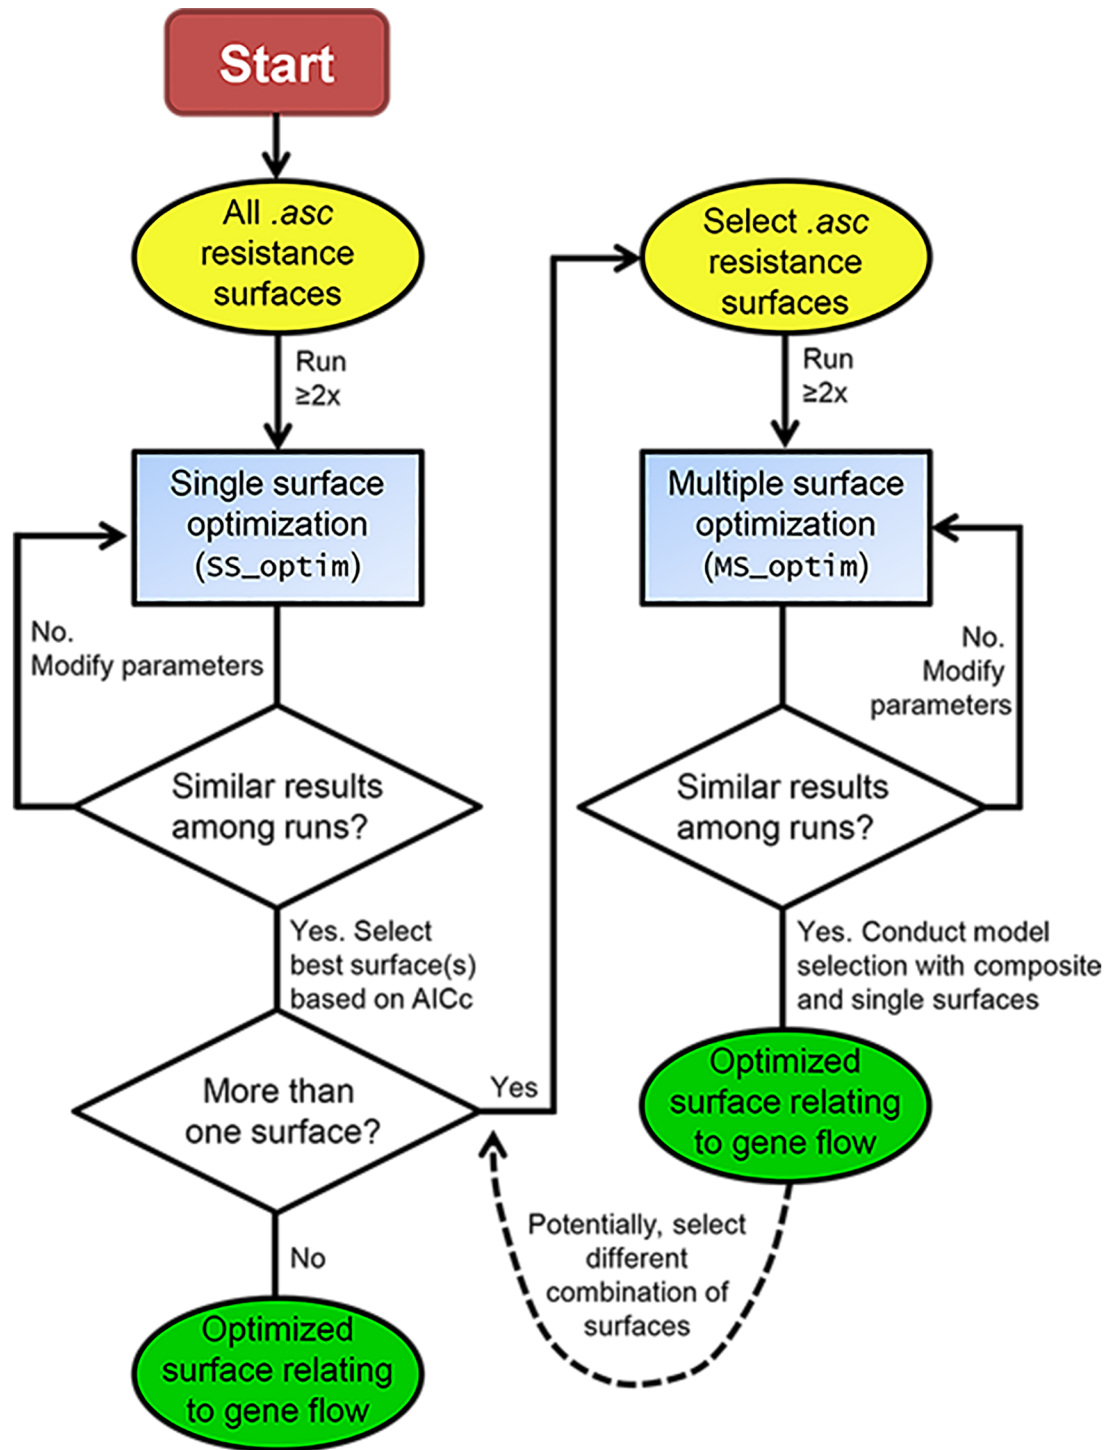 Start
All .asc
resistance
surfaces
Run
≥2x
Single surface
optimization
(SS_optim)
No.
Modify parameters
Similar results
among runs?
Yes. Select
best surface(s)
based on AICc
More than
one surface?
Yes
No
Optimized
surface relating
to gene flow
Select .asc
resistance
surfaces
Run
≥2x
Multiple surface
optimization
(MS_optim)
No.
Modify
parameters
Similar results
among runs?
Yes. Conduct model
selection with composite
and single surfaces
Optimized
surface relating
to gene flow
Potentially, select
different
combination of
surfaces